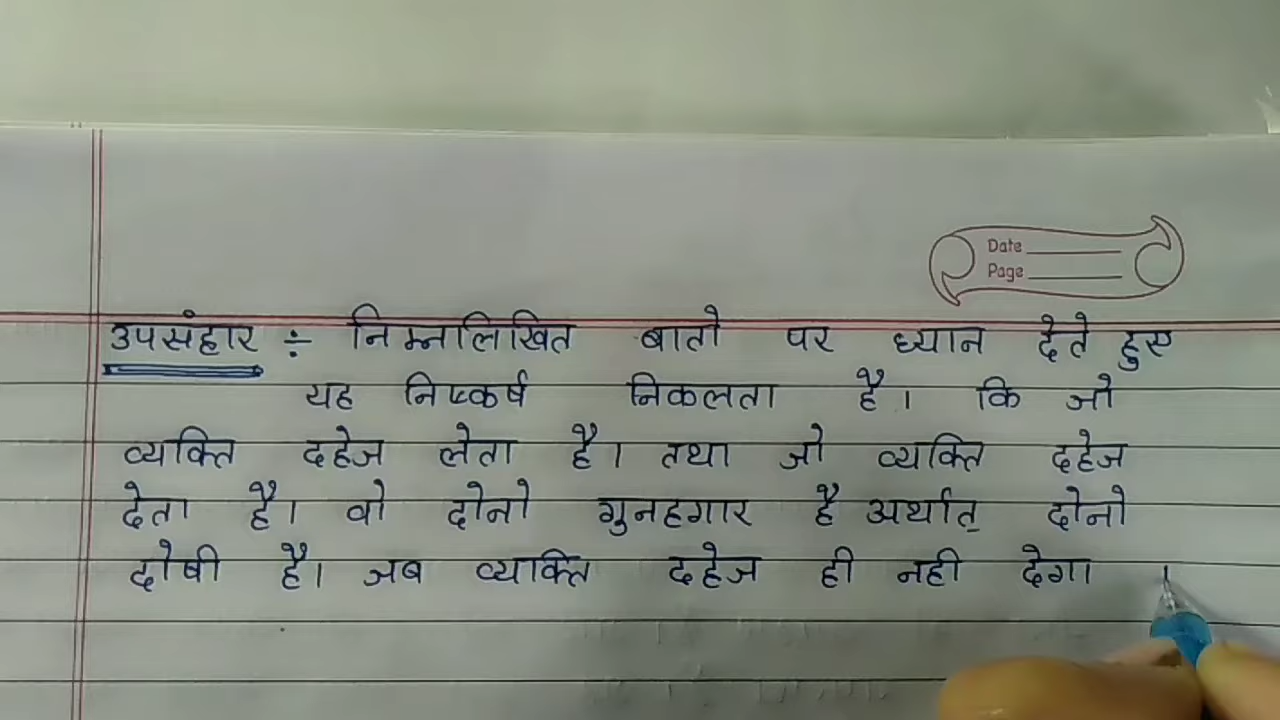 Date
Page
उपसंहार ÷ निम्नलिखित बातो पर ध्यान देते हुए
यह निष्कर्ष निकलता है। कि जो
व्यक्ति दहेज लेता है। तथा जो व्यक्ति दहेज
देता है। वो दोनो गुनहगार है अर्थात् दोनो
दोषी है। जब व्यक्ति दहेज ही नही देगा ।